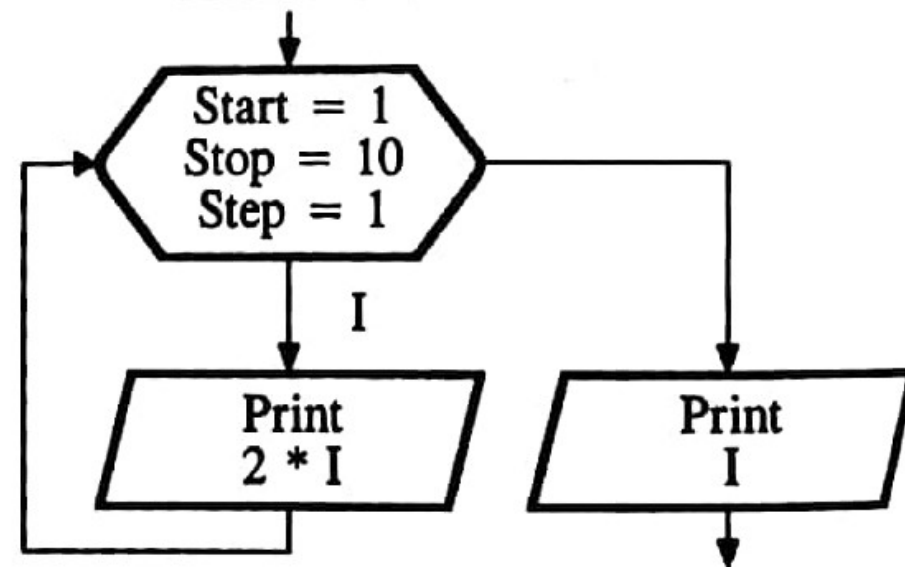 Start = 1
Stop = 10
Step = 1
I
Print
2 * I
Print
I